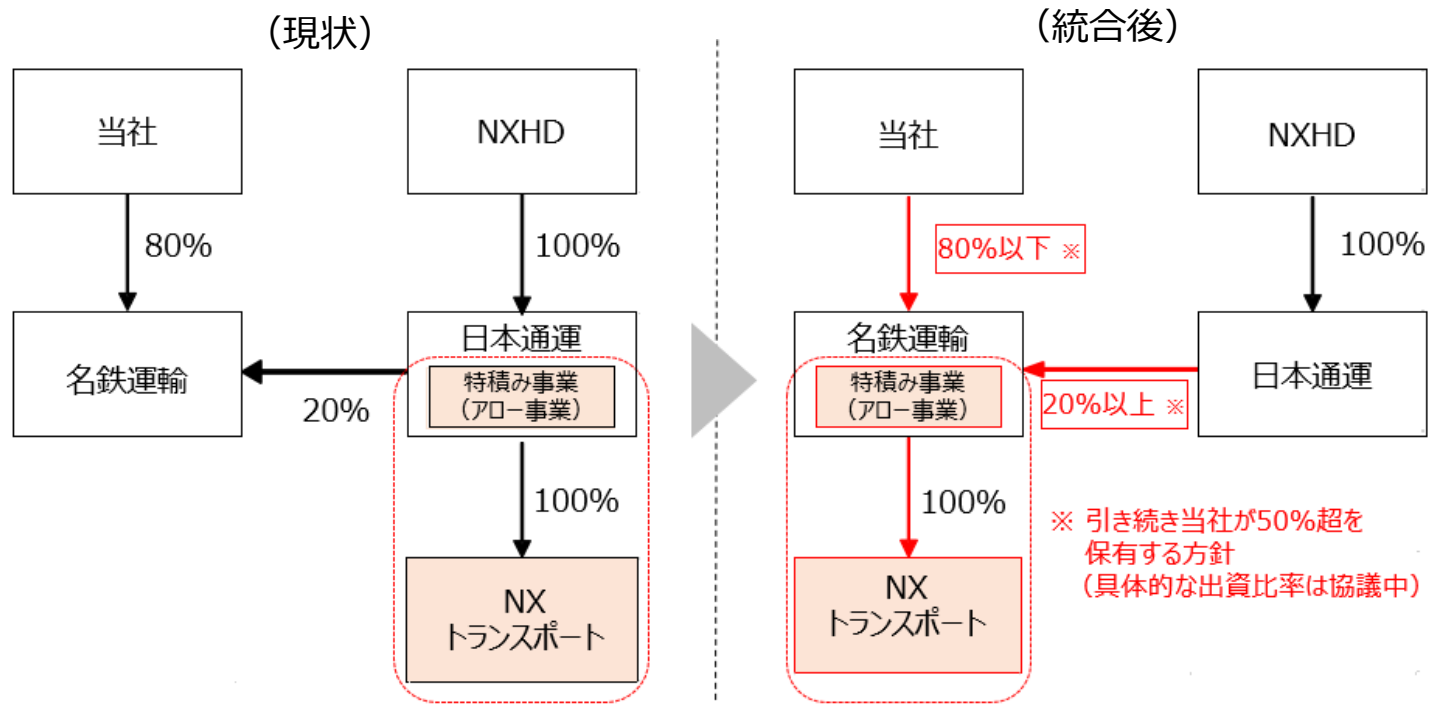 （現状）
当社
NXHD
80%
100%
名鉄運輸
20%
日本通運
特積み事業
（アロー事業）
100%
NX
トランスポート
（統合後）
当社
NXHD
80%以下 ※
100%
名鉄運輸
特積み事業
（アロー事業）
20%以上 ※
日本通運
100%
NX
トランスポート
※ 引き続き当社が50%超を
保有する方針
（具体的な出資比率は協議中）